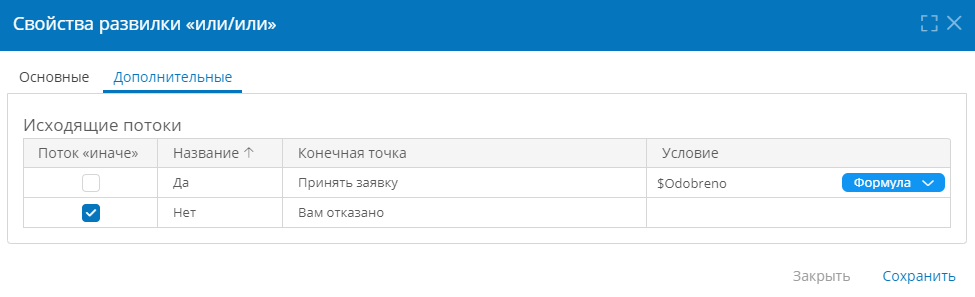 Свойства развилки «или/или»
Основные Дополнительные
Исходящие потоки
Поток «иначе» Название ↑ Конечная точка Условие
Да Принять заявку $Odobreno Формула
Нет Вам отказано
Закрыть Сохранить